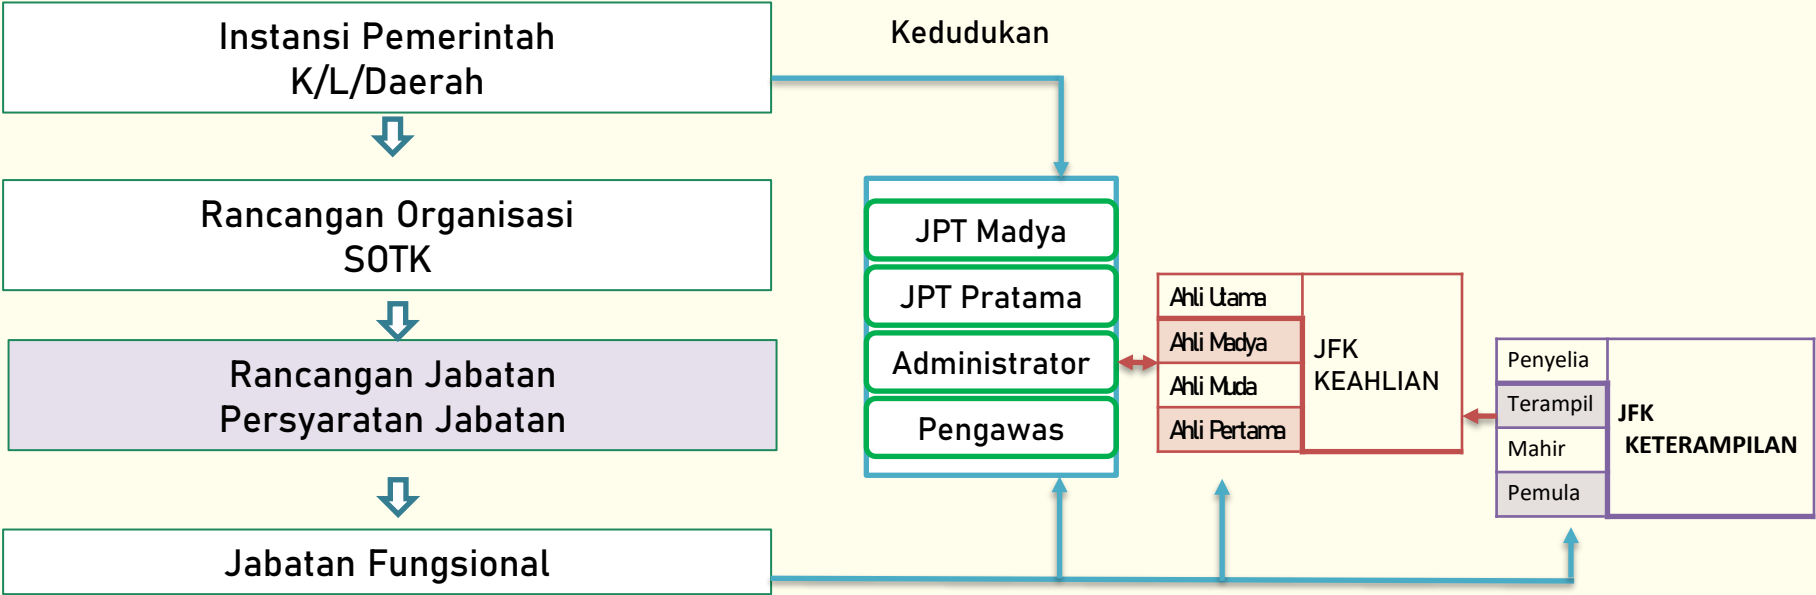 Instansi Pemerintah
K/L/Daerah
Rancangan Organisasi
SOTK
Rancangan Jabatan
Persyaratan Jabatan
Jabatan Fungsional
Kedudukan
JPT Madya
JPT Pratama
Administrator
Pengawas
Ahli Utama
Ahli Madya
Ahli Muda
Ahli Pertama
JFK
KEAHLIAN
Penyelia
Terampil
Mahir
Pemula
JFK
KETERAMPILAN